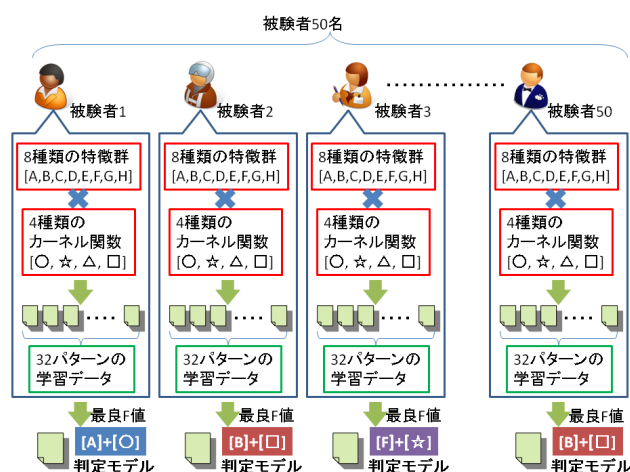 被験者50名
被験者1
8種類の特徴群
[A,B,C,D,E,F,G,H]
4種類の
カーネル関数
[○, ☆, △, □]
32パターンの
学習データ
最良F値
[A]+[○]
判定モデル
被験者2
8種類の特徴群
[A,B,C,D,E,F,G,H]
4種類の
カーネル関数
[○, ☆, △, □]
32パターンの
学習データ
最良F値
[B]+[□]
判定モデル
被験者3
8種類の特徴群
[A,B,C,D,E,F,G,H]
4種類の
カーネル関数
[○, ☆, △, □]
32パターンの
学習データ
最良F値
[F]+[☆]
判定モデル
被験者50
8種類の特徴群
[A,B,C,D,E,F,G,H]
4種類の
カーネル関数
[○, ☆, △, □]
32パターンの
学習データ
最良F値
[B]+[□]
判定モデル